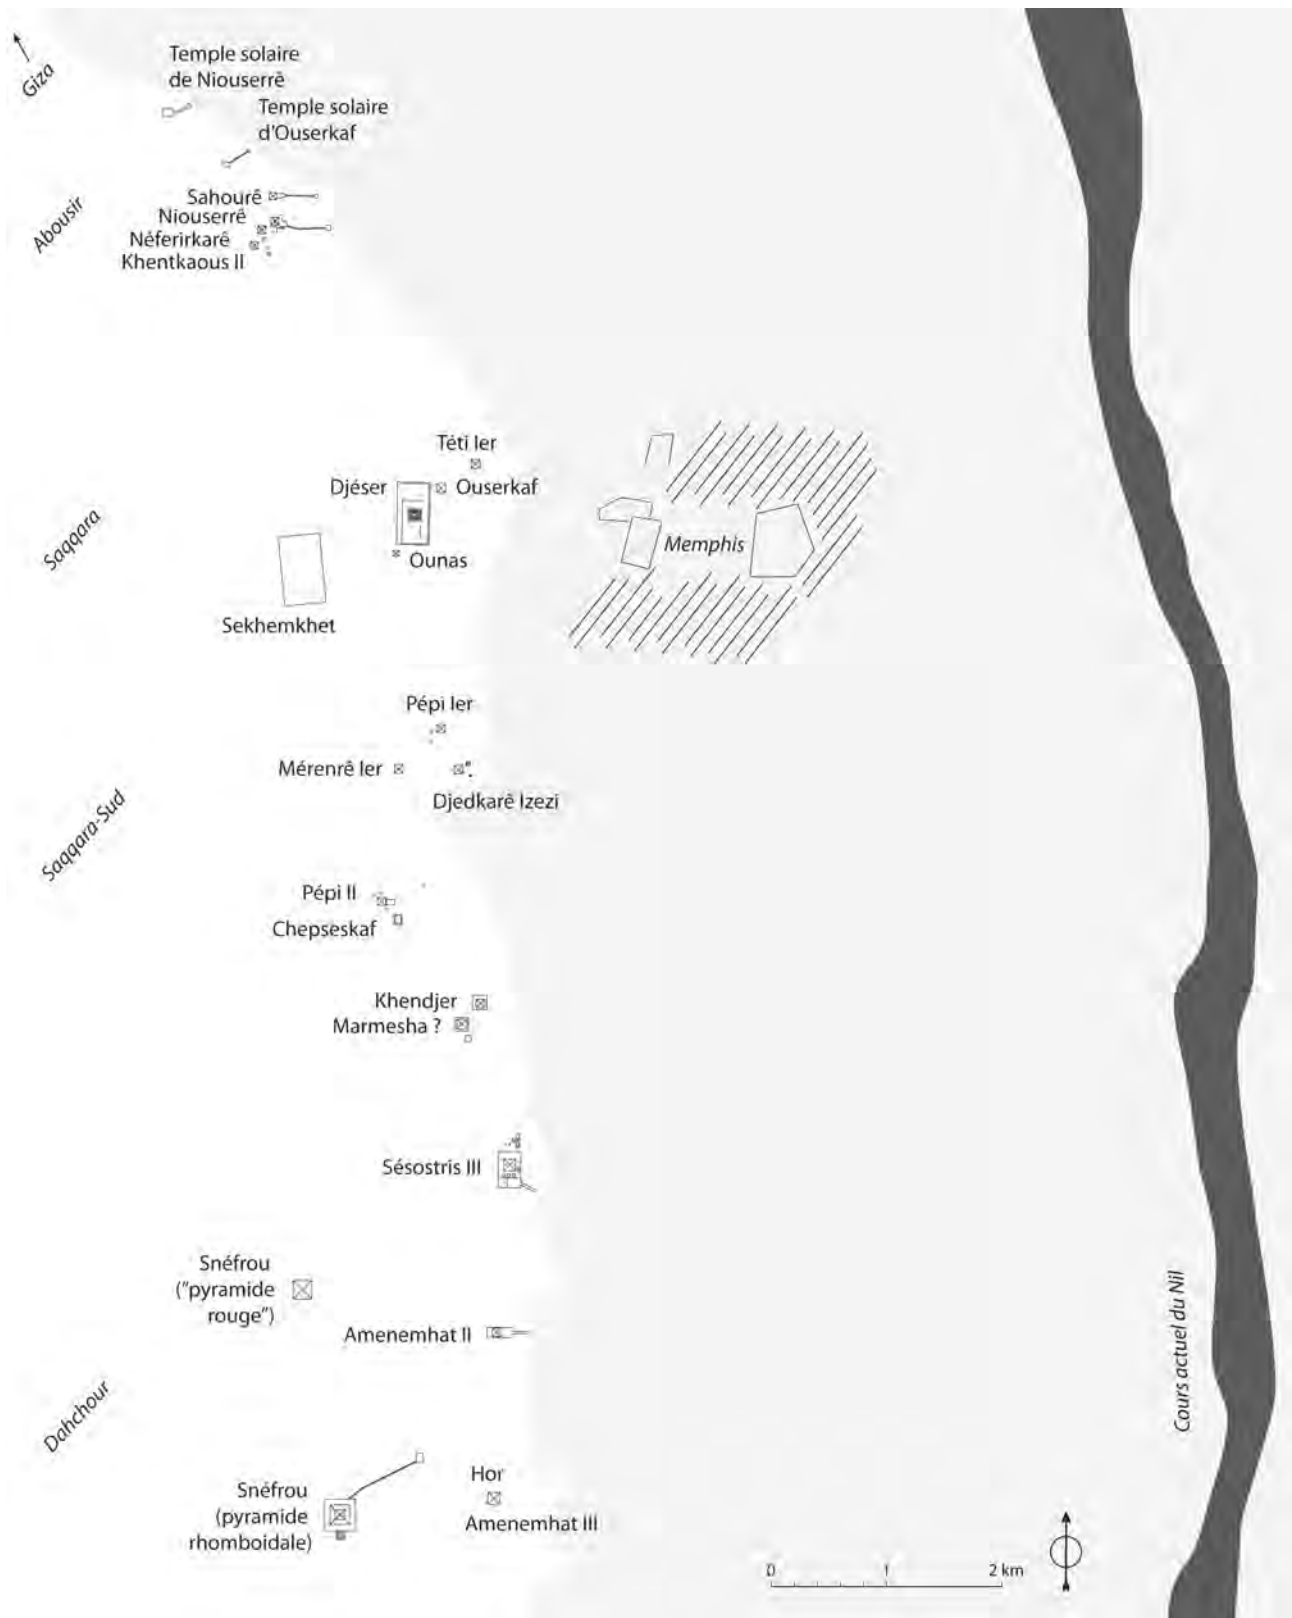 Giza
Temple solaire
de Niouserrê
Temple solaire
d'Ouserkaf
Abousir
Sahourê
Niouserrê
Néferirkarê
Khentkaous II
Saqqara
Téti Ier
Djéser
Ouserkaf
Ounas
Memphis
Sekhemkhet
Pépi Ier
Mérenrê Ier
Djedkarê Izezi
Saqqara-Sud
Pépi II
Chepseskaf
Khendjer
Marmesha ?
Sésostris III
Snéfrou
("pyramide
rouge")
Amenemhat II
Cours actuel du Nil
Dahchour
Snéfrou
(pyramide
rhomboidale)
Hor
Amenemhat III
0 1 2 km